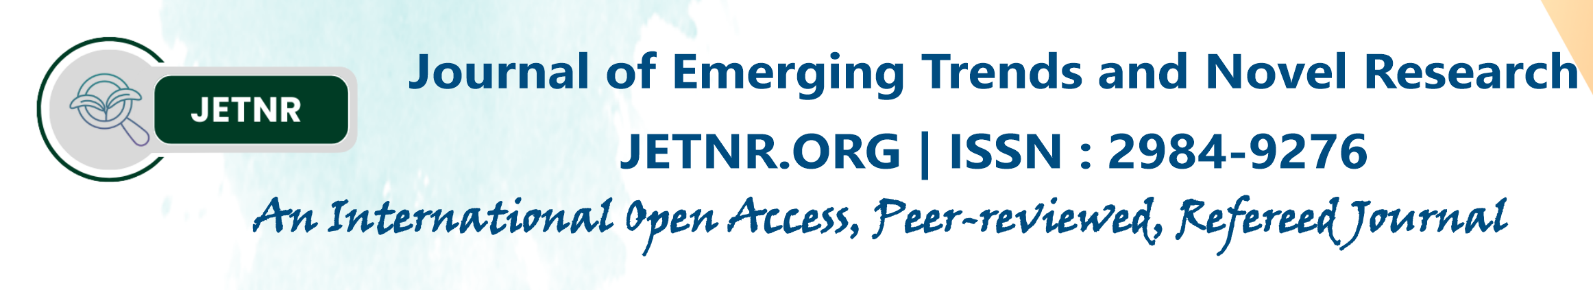 JETNR
Journal of Emerging Trends and Novel Research
JETNR.ORG | ISSN : 2984-9276
An International Open Access, Peer-reviewed, Refereed Journal